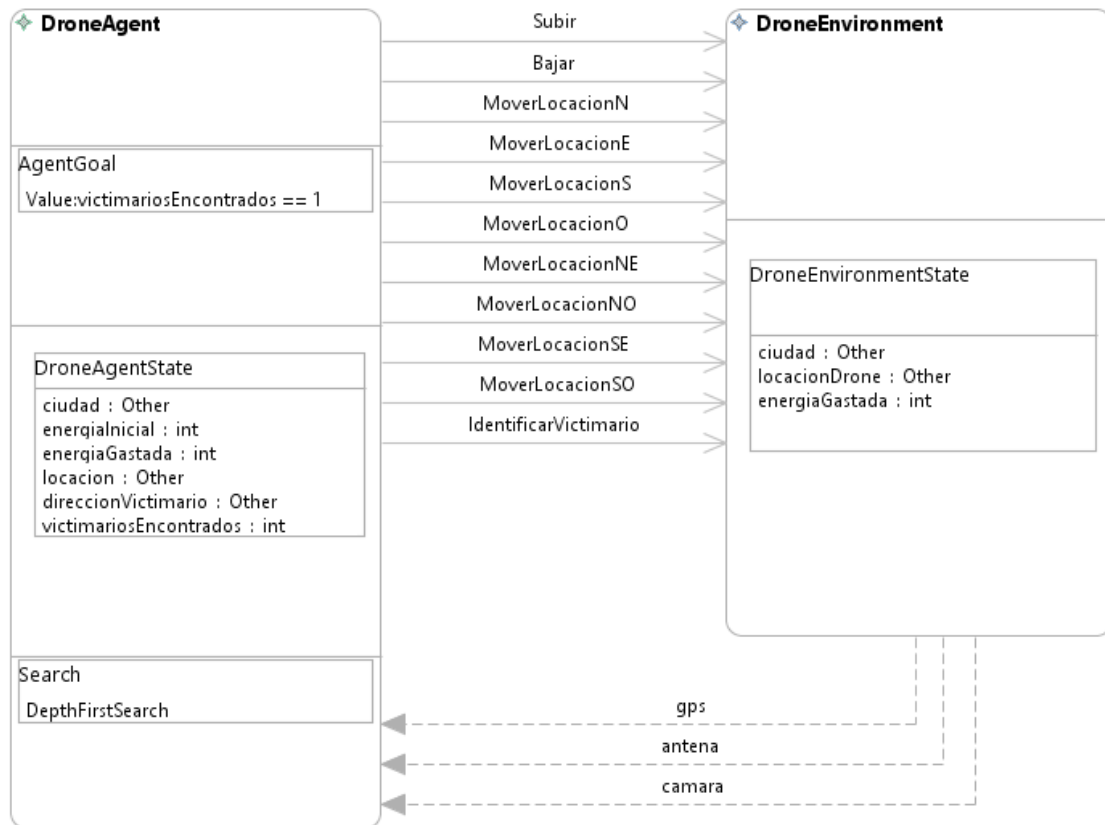 DroneAgent
AgentGoal
Value:victimariosEncontrados == 1
DroneAgentState
ciudad : Other
energiaInicial : int
energiaGastada : int
locacion : Other
direccionVictimario : Other
victimariosEncontrados : int
Search
DepthFirstSearch
Subir
Bajar
MoverLocacionN
MoverLocacionE
MoverLocacionS
MoverLocacionO
MoverLocacionNE
MoverLocacionNO
MoverLocacionSE
MoverLocacionSO
IdentificarVictimario
DroneEnvironment
DroneEnvironmentState
ciudad : Other
locacionDrone : Other
energiaGastada : int
gps
antena
camara